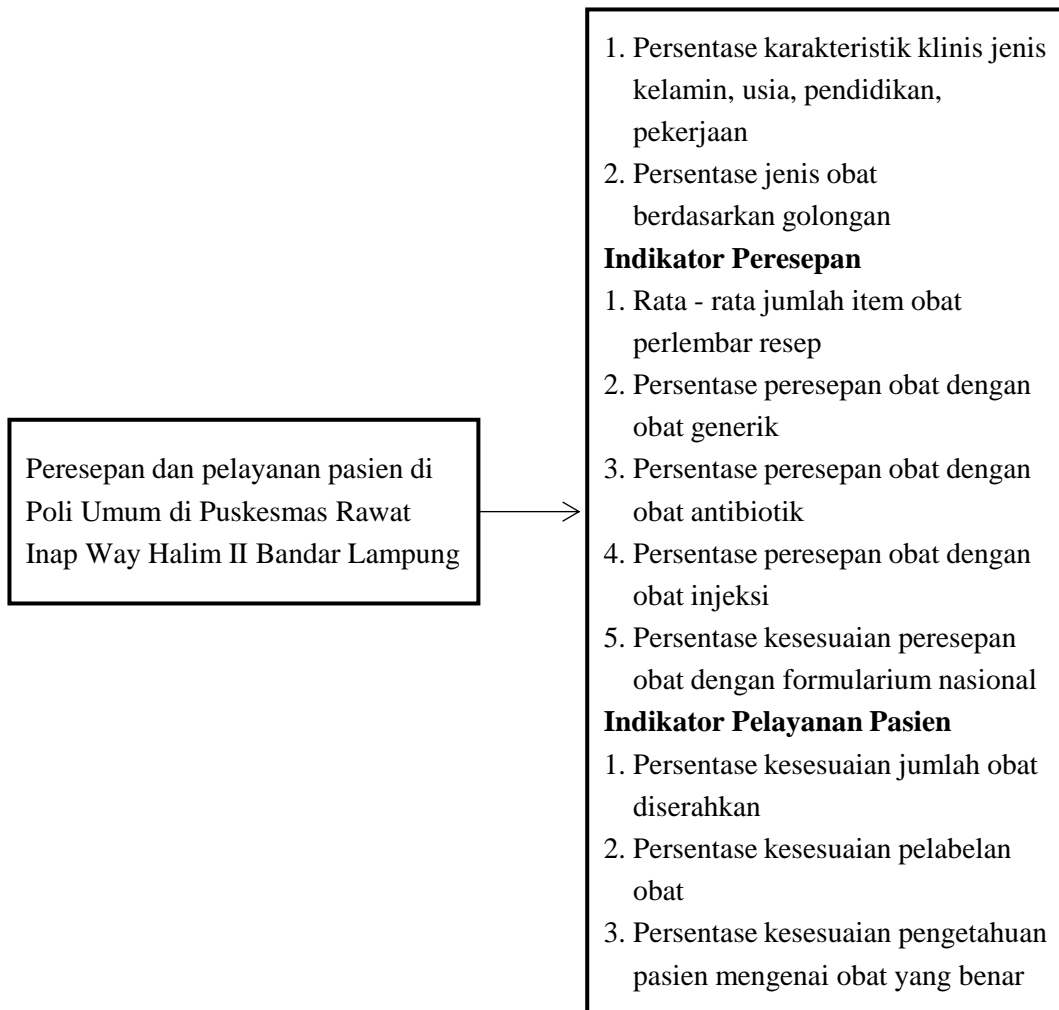 Peresepan dan pelayanan pasien di
Poli Umum di Puskesmas Rawat
Inap Way Halim II Bandar Lampung
1. Persentase karakteristik klinis jenis
kelamin, usia, pendidikan,
pekerjaan
2. Persentase jenis obat
berdasarkan golongan
Indikator Peresepan
1. Rata - rata jumlah item obat
perlembar resep
2. Persentase peresepan obat dengan
obat generik
3. Persentase peresepan obat dengan
obat antibiotik
4. Persentase peresepan obat dengan
obat injeksi
5. Persentase kesesuaian peresepan
obat dengan formularium nasional
Indikator Pelayanan Pasien
1. Persentase kesesuaian jumlah obat
diserahkan
2. Persentase kesesuaian pelabelan
obat
3. Persentase kesesuaian pengetahuan
pasien mengenai obat yang benar